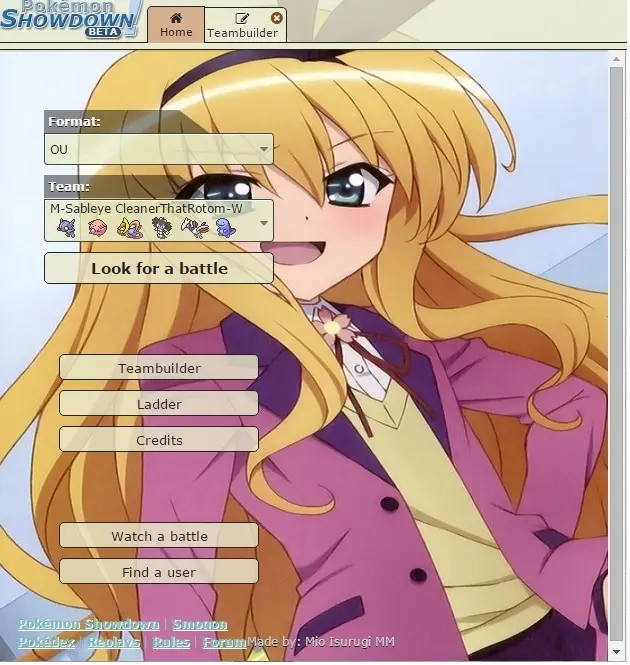 Pokémon
SHOWDOWN
BETA
Home
Teambuilder
Format:
OU
Team:
M-Sableye CleanerThatRotom-W
Look for a battle
Teambuilder
Ladder
Credits
Watch a battle
Find a user
Pokémon Showdown | Smogon
Pokédex | Replays | Rules | Forum Made by: Mio Isurugi MM